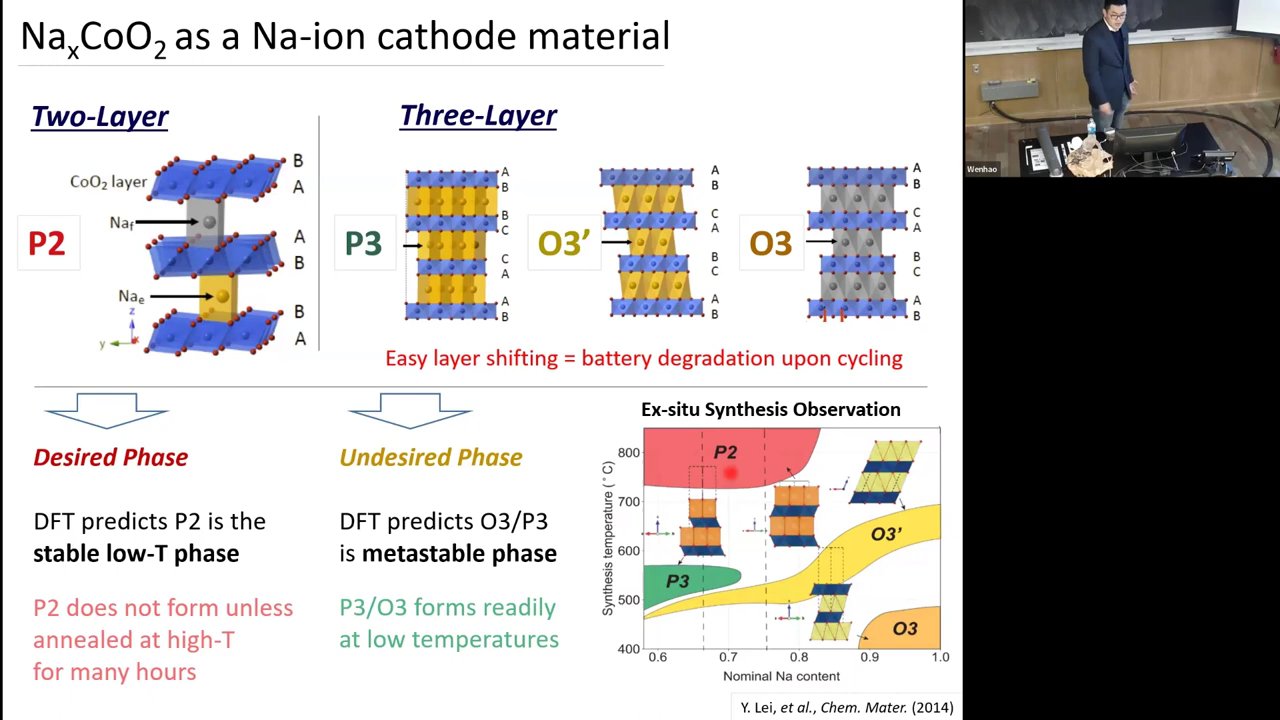 NaxCoO2 as a Na-ion cathode material
Two-Layer
Three-Layer
CoO2 layer
Naf
Nae
z
y
x
B
A
A
B
B
A
P2
P3
A
B
B
C
C
A
A
B
O3’
A
B
C
A
B
C
A
B
O3
A
B
C
A
B
C
A
B
Easy layer shifting = battery degradation upon cycling
Desired Phase
DFT predicts P2 is the
stable low-T phase
P2 does not form unless
annealed at high-T
for many hours
Undesired Phase
DFT predicts O3/P3
is metastable phase
P3/O3 forms readily
at low temperatures
Ex-situ Synthesis Observation
Synthesis temperature (°C)
800
700
600
500
400
P2
O3’
P3
O3
0.6
0.7
0.8
0.9
1.0
Nominal Na content
Y. Lei, et al., Chem. Mater. (2014)
Wenhao